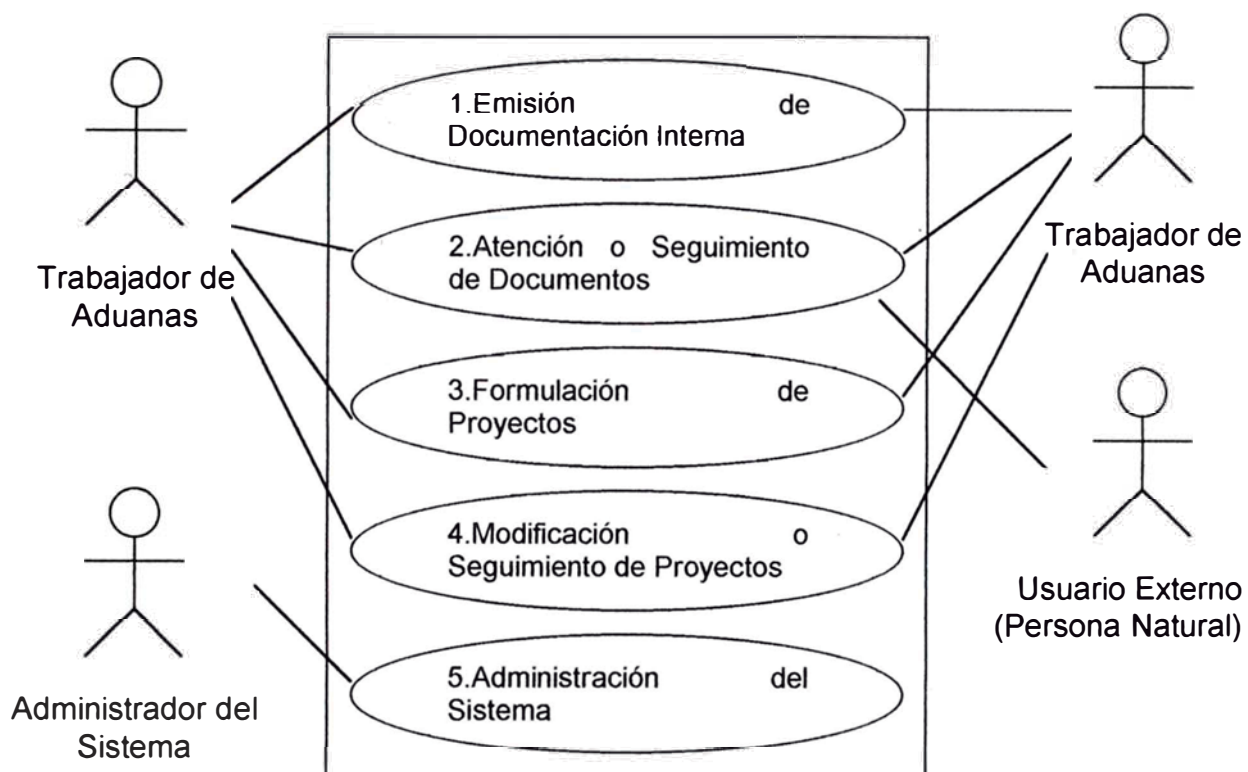 1.Emisión de
Documentación Interna
2.Atención o Seguimiento
de Documentos
3.Formulación de
Proyectos
4.Modificación o
Seguimiento de Proyectos
5.Administración del
Sistema
Trabajador de
Aduanas
Administrador del
Sistema
Trabajador de
Aduanas
Usuario Externo
(Persona Natural)